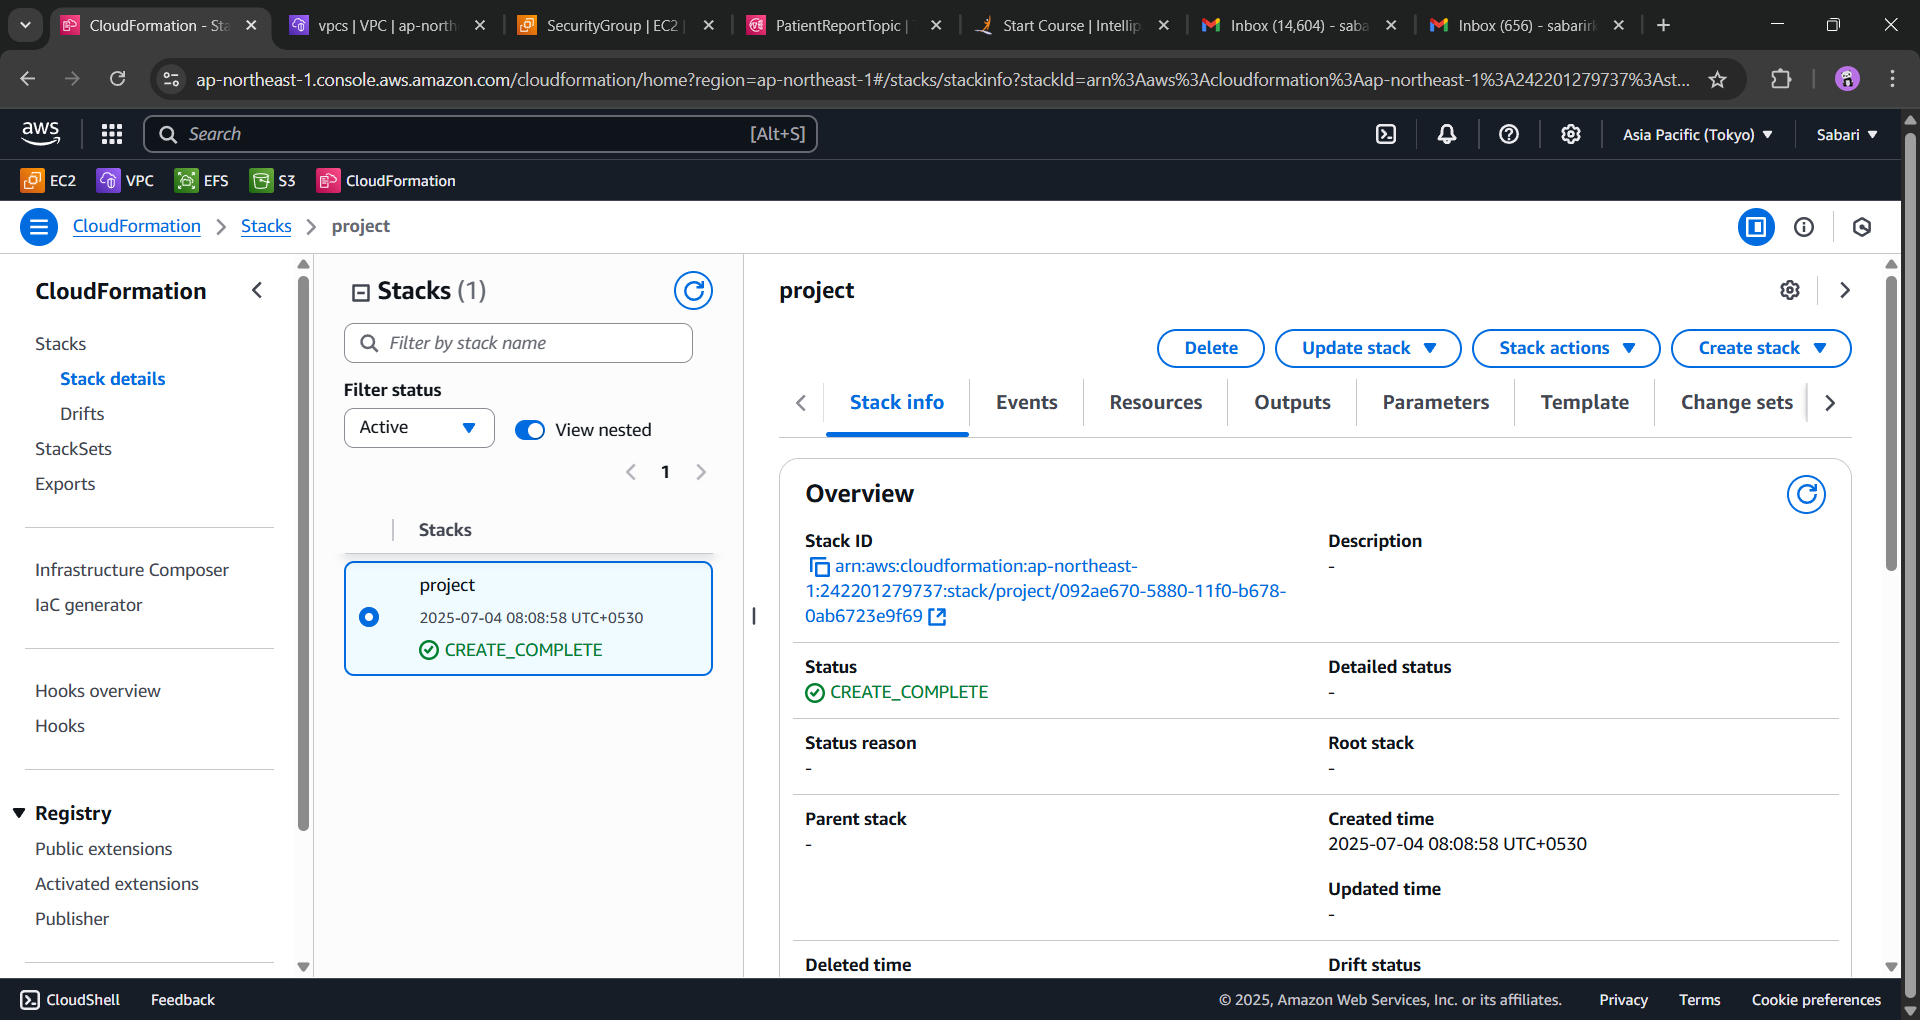 CloudFormation - Sta
vpcs | VPC | ap-north
SecurityGroup | EC2 |
PatientReportTopic |
Start Course | Intellip
Inbox (14,604) - saba
Inbox (656) - sabarirk
ap-northeast-1.console.aws.amazon.com/cloudformation/home?region=ap-northeast-1#/stacks/stackinfo?stackId=arn%3Aaws%3Acloudformation%3Aap-northeast-1%3A242201279737%3Ast...
aws
Search
[Alt+S]
Asia Pacific (Tokyo)
Sabari
EC2
VPC
EFS
S3
CloudFormation
CloudFormation > Stacks > project
CloudFormation
Stacks
Stack details
Drifts
StackSets
Exports
Infrastructure Composer
IaC generator
Hooks overview
Hooks
Registry
Public extensions
Activated extensions
Publisher
Stacks (1)
Filter by stack name
Filter status
Active
View nested
1
Stacks
project
2025-07-04 08:08:58 UTC+0530
CREATE_COMPLETE
project
Delete
Update stack
Stack actions
Create stack
Stack info
Events
Resources
Outputs
Parameters
Template
Change sets
Overview
Stack ID
arn:aws:cloudformation:ap-northeast-
1:242201279737:stack/project/092ae670-5880-11f0-b678-
0ab6723e9f69
Description
-
Status
CREATE_COMPLETE
Detailed status
-
Status reason
-
Root stack
-
Parent stack
-
Created time
2025-07-04 08:08:58 UTC+0530
Updated time
-
Deleted time
Drift status
CloudShell
Feedback
© 2025, Amazon Web Services, Inc. or its affiliates.
Privacy
Terms
Cookie preferences